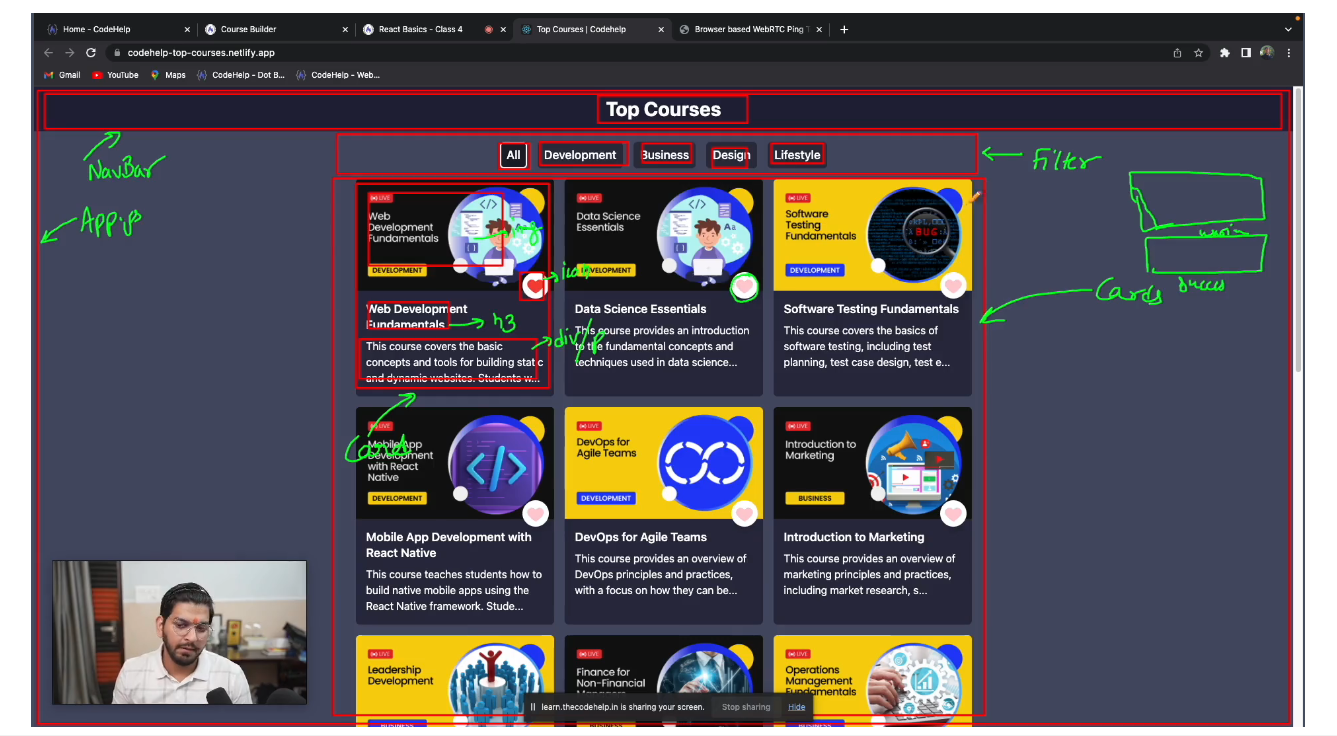 Home - CodeHelp
Course Builder
React Basics - Class 4
Top Courses | Codehelp
Browser based WebRTC Ping T
codehelp-top-courses.netlify.app
Gmail
YouTube
Maps
CodeHelp - Dot B...
CodeHelp - Web...
Top Courses
NavBar
All
Development
Business
Design
Lifestyle
Filter
App.js
LIVE
Web
Development
Fundamentals
DEVELOPMENT
LIVE
Data Science
Essentials
DEVELOPMENT
LIVE
Software
Testing
Fundamentals
BUG
DEVELOPMENT
icon
Cards
Web Development
Fundamentals
h3
This course covers the basic
concepts and tools for building static
and dynamic websites. Students w...
div/p
Data Science Essentials
This course provides an introduction
to the fundamental concepts and
techniques used in data science...
Software Testing Fundamentals
This course covers the basics of
software testing, including test
planning, test case design, test e...
Card
LIVE
Mobile App
Development
with React
Native
DEVELOPMENT
LIVE
DevOps for
Agile Teams
DEVELOPMENT
LIVE
Introduction to
Marketing
BUSINESS
Mobile App Development with
React Native
This course teaches students how to
build native mobile apps using the
React Native framework. Stude...
DevOps for Agile Teams
This course provides an overview of
DevOps principles and practices,
with a focus on how they can be...
Introduction to Marketing
This course provides an overview of
marketing principles and practices,
including market research, s...
LIVE
Leadership
Development
BUSINESS
LIVE
Finance for
Non-Financial
Managers
BUSINESS
LIVE
Operations
Management
Fundamentals
BUSINESS
learn.thecodehelp.in is sharing your screen.
Stop sharing
Hide